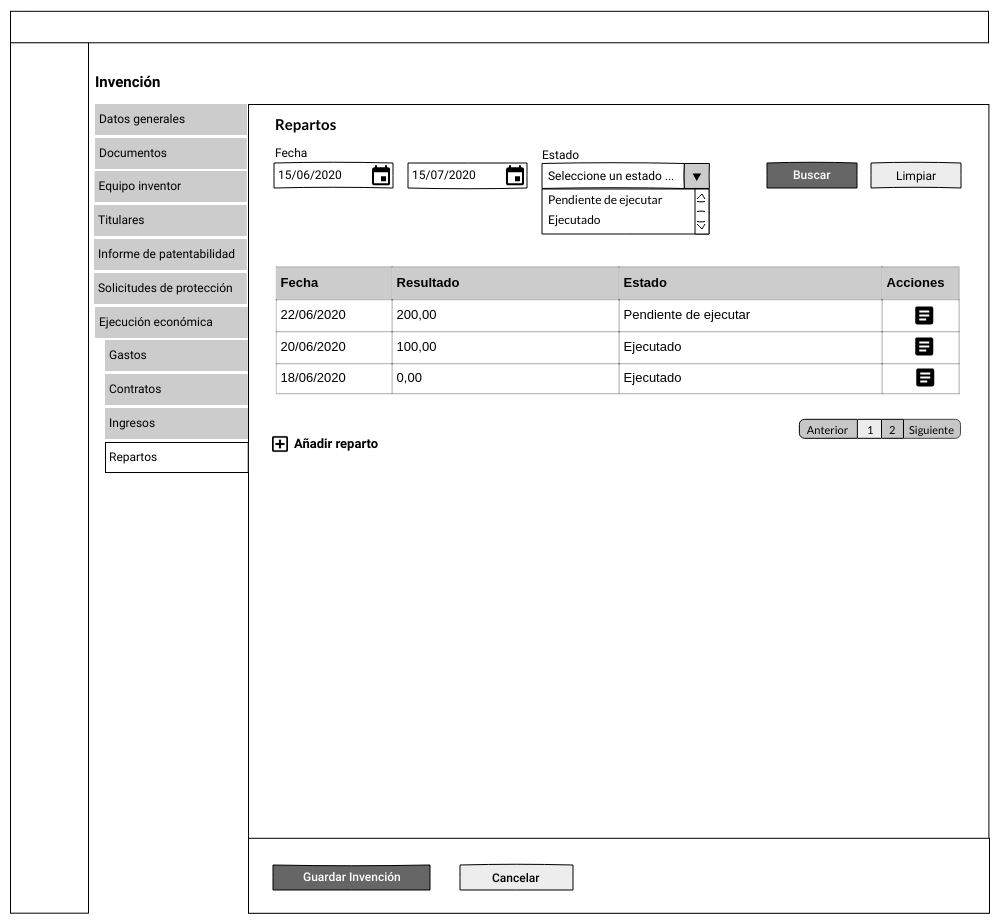 Invención
Datos generales
Documentos
Equipo inventor
Titulares
Informe de patentabilidad
Solicitudes de protección
Ejecución económica
Gastos
Contratos
Ingresos
Repartos
Repartos
Fecha
Estado
15/06/2020 15/07/2020 Seleccione un estado ... Buscar Limpiar
Pendiente de ejecutar
Ejecutado
Fecha Resultado Estado Acciones
22/06/2020 200,00 Pendiente de ejecutar
20/06/2020 100,00 Ejecutado
18/06/2020 0,00 Ejecutado
Anterior 1 2 Siguiente
Añadir reparto
Guardar Invención Cancelar